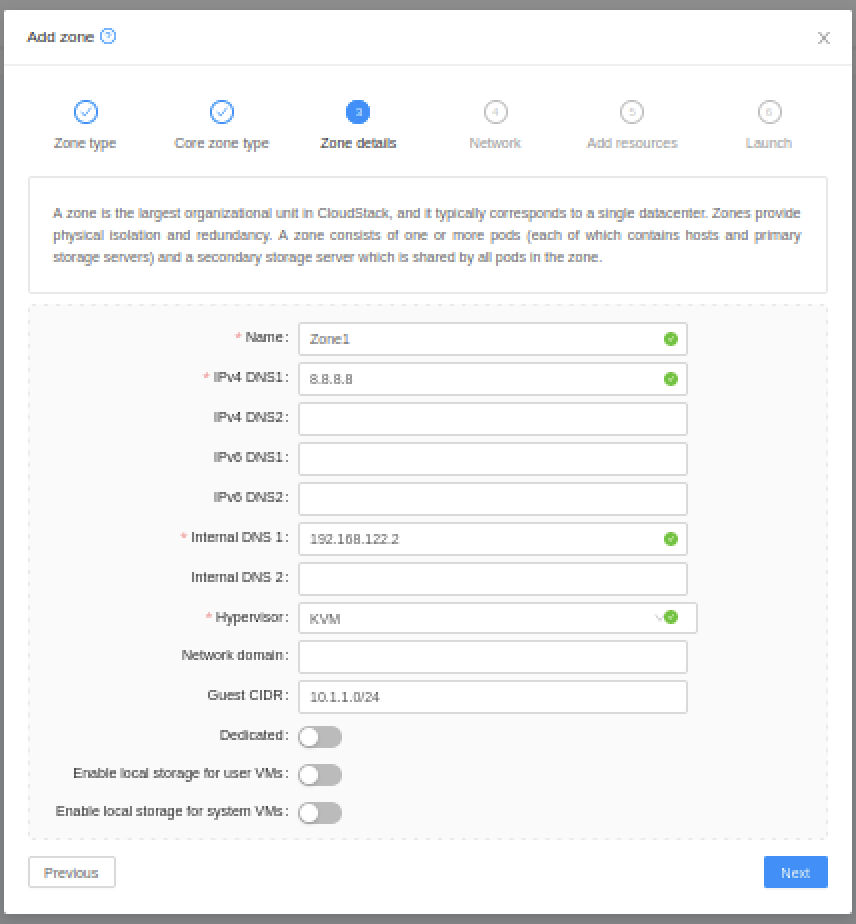 Add zone ?
3 4 5 6
Zone type Core zone type Zone details Network Add resources Launch
A zone is the largest organizational unit in CloudStack, and it typically corresponds to a single datacenter. Zones provide
physical isolation and redundancy. A zone consists of one or more pods (each of which contains hosts and primary
storage servers) and a secondary storage server which is shared by all pods in the zone.
* Name: Zone1
* IPv4 DNS1: 8.8.8.8
IPv4 DNS2:
IPv6 DNS1:
IPv6 DNS2:
* Internal DNS 1: 192.168.122.2
Internal DNS 2:
* Hypervisor: KVM
Network domain:
Guest CIDR: 10.1.1.0/24
Dedicated:
Enable local storage for user VMs:
Enable local storage for system VMs:
Previous Next